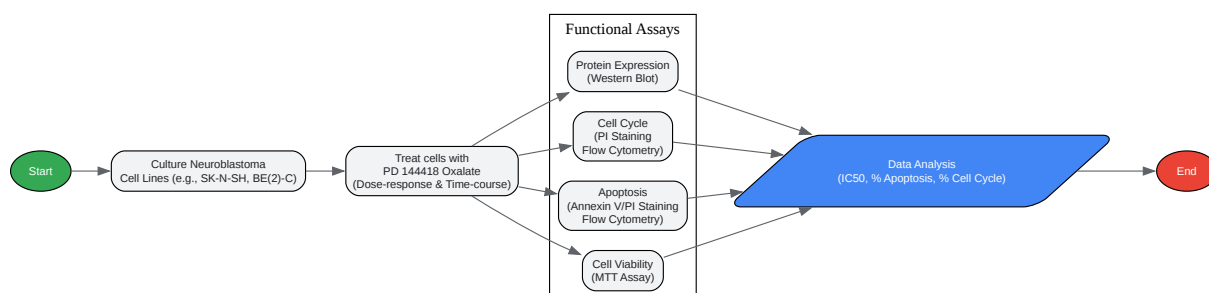 Start
Culture Neuroblastoma
Cell Lines (e.g., SK-N-SH, BE(2)-C)
Treat cells with
PD 144418 Oxalate
(Dose-response & Time-course)
Functional Assays
Protein Expression
(Western Blot)
Cell Cycle
(PI Staining
Flow Cytometry)
Apoptosis
(Annexin V/PI Staining
Flow Cytometry)
Cell Viability
(MTT Assay)
Data Analysis
(IC50, % Apoptosis, % Cell Cycle)
End